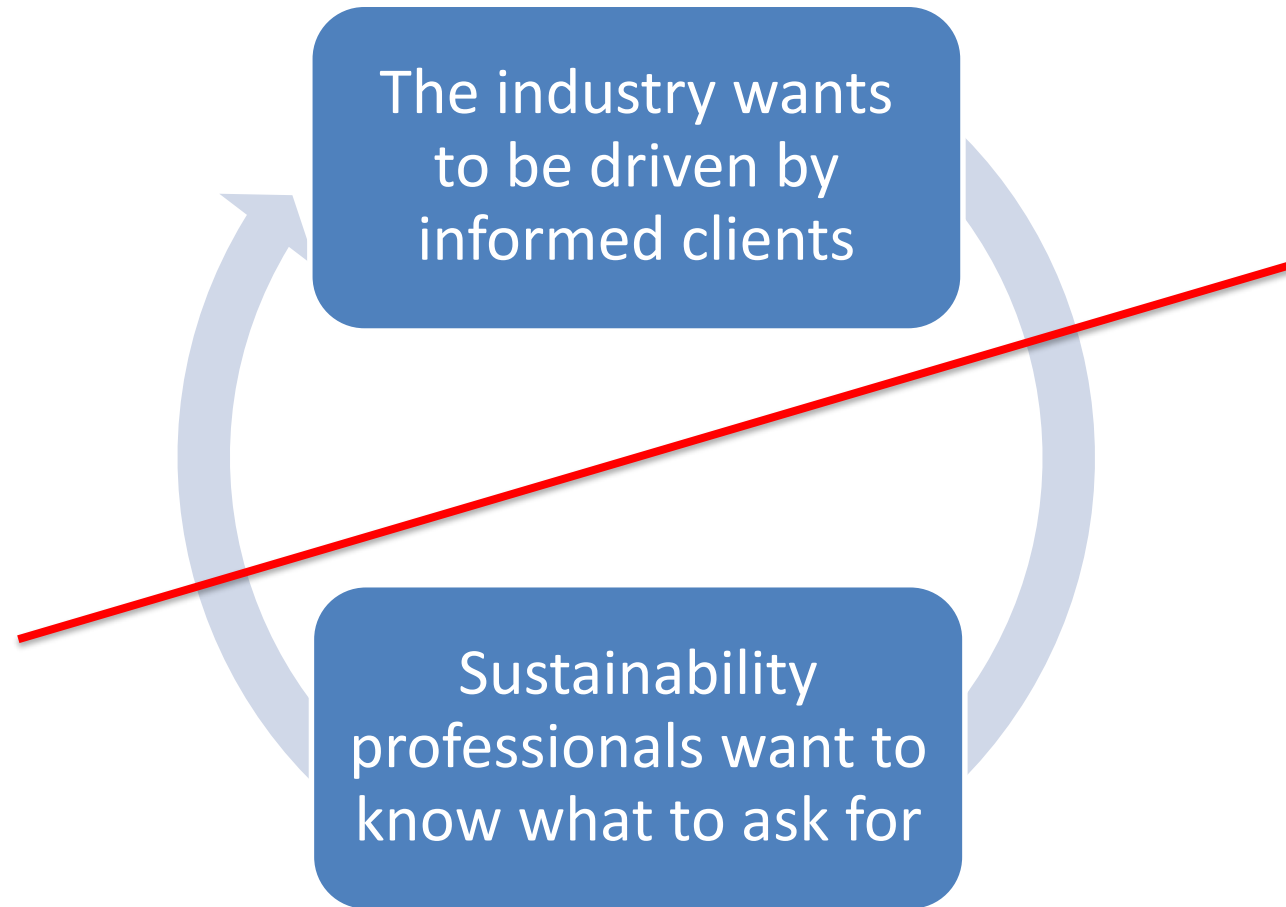 The industry wants
to be driven by
informed clients
Sustainability
professionals want to
know what to ask for